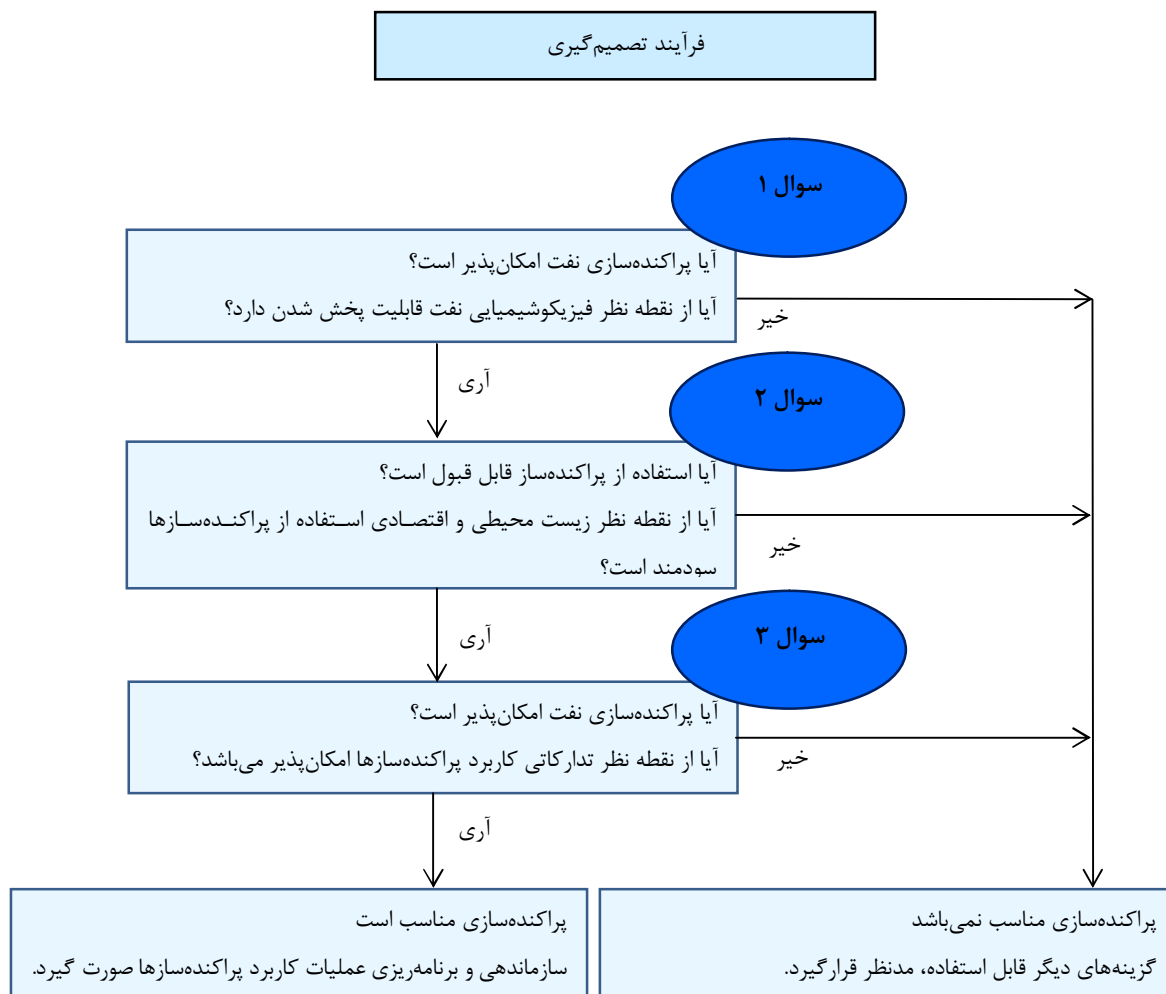 فرآیند تصمیم‌گیری
سوال ۱
آیا پراکنده‌سازی نفت امکان‌پذیر است؟
آیا از نقطه نظر فیزیکوشیمیایی نفت قابلیت پخش شدن دارد؟
خیر
آری
سوال ۲
آیا استفاده از پراکنده‌ساز قابل قبول است؟
آیا از نقطه نظر زیست محیطی و اقتصادی استفاده از پراکنده‌سازها
سودمند است؟
خیر
آری
سوال ۳
آیا پراکنده‌سازی نفت امکان‌پذیر است؟
آیا از نقطه نظر تدارکاتی کاربرد پراکنده‌سازها امکان‌پذیر می‌باشد؟
خیر
آری
پراکنده‌سازی مناسب نمی‌باشد
گزینه‌های دیگر قابل استفاده، مدنظر قرارگیرد.
پراکنده‌سازی مناسب است
سازماندهی و برنامه‌ریزی عملیات کاربرد پراکنده‌سازها صورت گیرد.